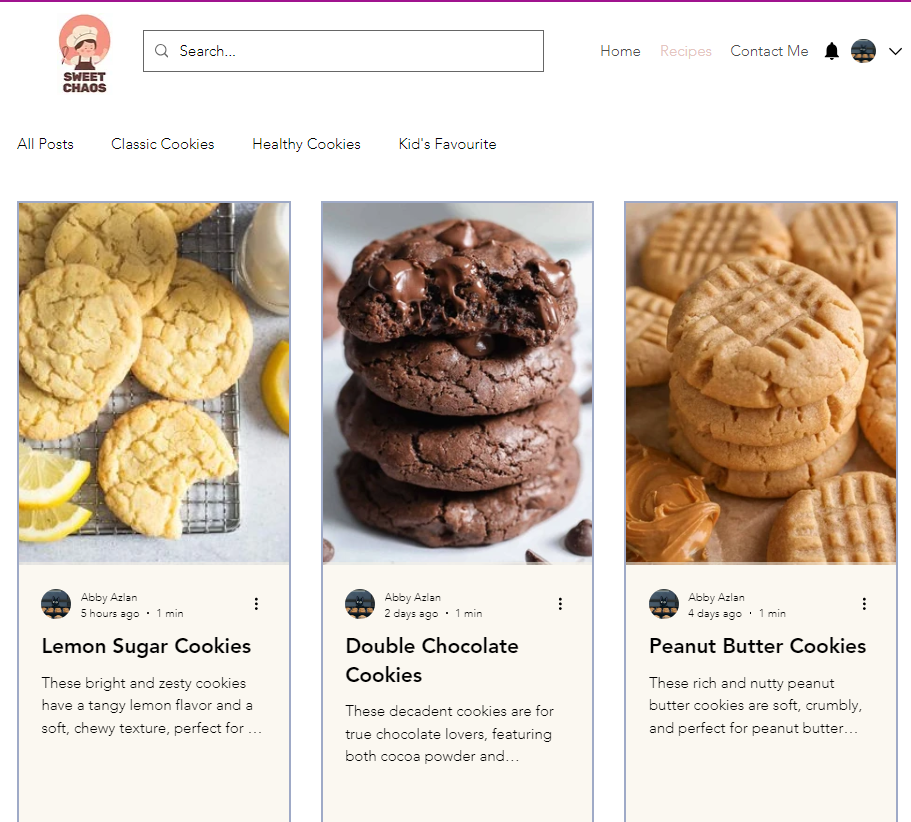 SWEET
CHAOS
Search...
Home
Recipes
Contact Me
All Posts
Classic Cookies
Healthy Cookies
Kid's Favourite
Abby Azlan
5 hours ago · 1 min
Lemon Sugar Cookies
These bright and zesty cookies
have a tangy lemon flavor and a
soft, chewy texture, perfect for ...
Abby Azlan
2 days ago · 1 min
Double Chocolate
Cookies
These decadent cookies are for
true chocolate lovers, featuring
both cocoa powder and...
Abby Azlan
4 days ago · 1 min
Peanut Butter Cookies
These rich and nutty peanut
butter cookies are soft, crumbly,
and perfect for peanut butter...